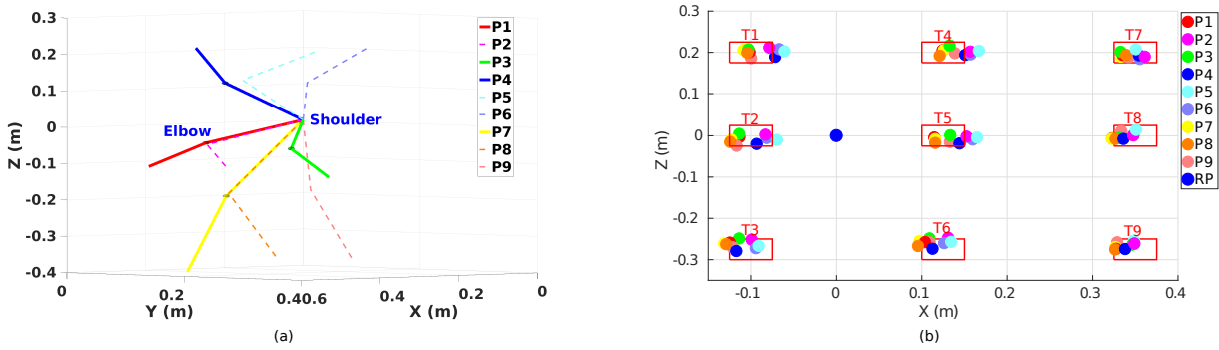 0.3
0.2
0.1
0
-0.1
-0.2
-0.3
-0.4
Z (m)
Elbow
Shoulder
P1
P2
P3
P4
P5
P6
P7
P8
P9
0
0.2
0.40.6
0.4
0.2
0
Y (m)
X (m)
(a)
0.3
0.2
0.1
0
-0.1
-0.2
-0.3
Z (m)
T1
T4
T7
T2
T5
T8
T3
T6
T9
-0.1
0
0.1
0.2
0.3
0.4
X (m)
P1
P2
P3
P4
P5
P6
P7
P8
P9
RP
(b)